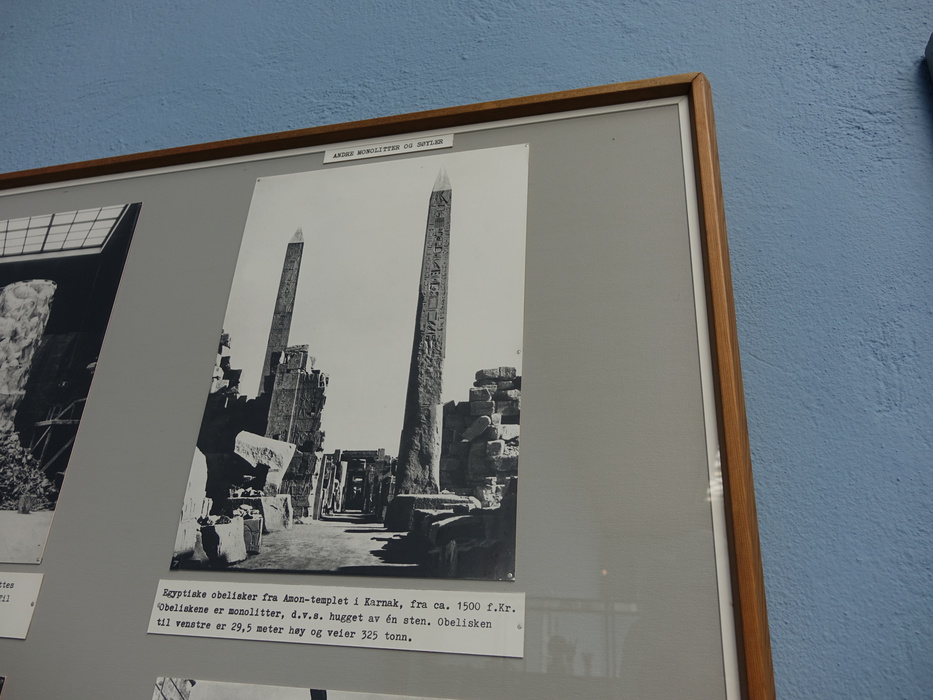 ANDRE MONOLITTER OG SØYLER
Egyptiske obelisker fra Amon-templet i Karnak, fra ca. 1500 f.Kr.
Obeliskene er monolitter, d.v.s. hugget av én sten. Obelisken
til venstre er 29,5 meter høy og veier 325 tonn.